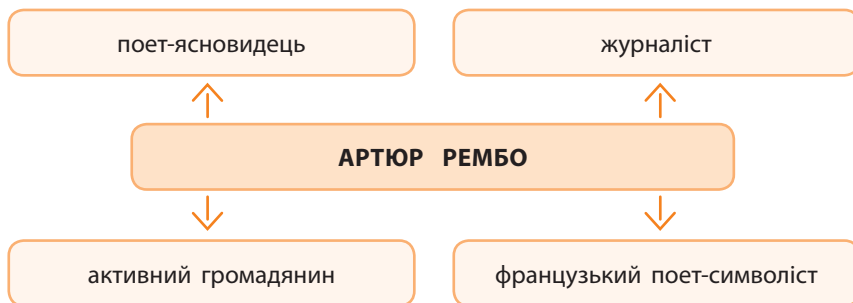 поет-ясновидець
журналіст
АРТЮР РЕМБО
активний громадянин
французький поет-символіст